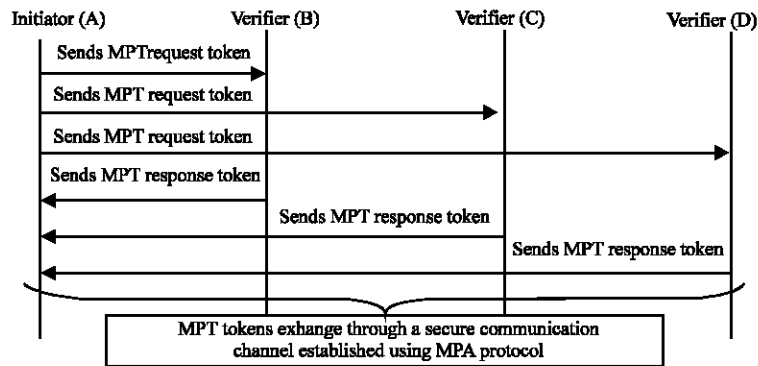 Initiator (A) Verifier (B) Verifier (C) Verifier (D)
Sends MPTrequest token
Sends MPT request token
Sends MPT request token
Sends MPT response token
Sends MPT response token
Sends MPT response token
MPT tokens exhange through a secure communication
channel established using MPA protocol